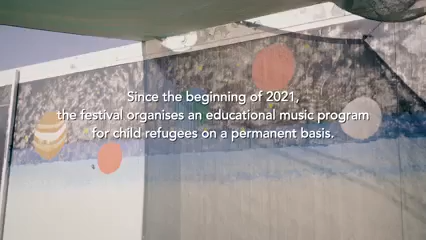 Since the beginning of 2021,
the festival organises an educational music program
for child refugees on a permanent basis.